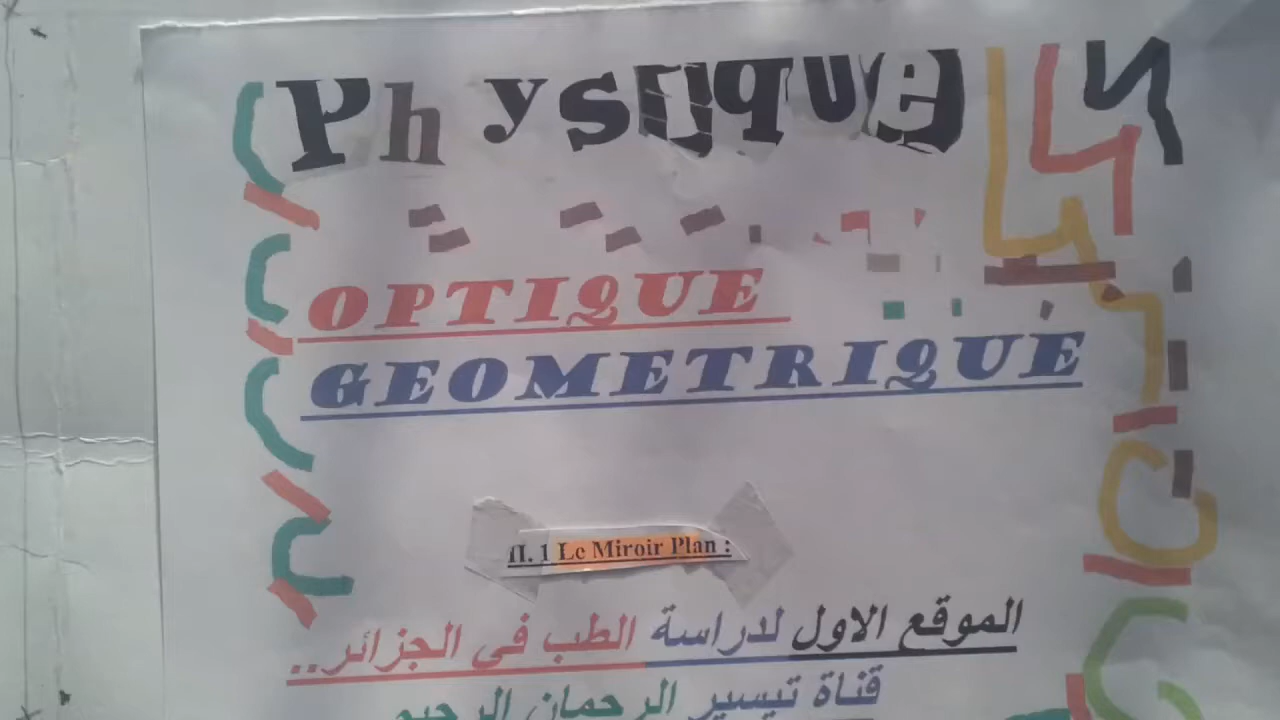 Physique
OPTIQUE
GEOMETRIQUE
II. 1 Le Miroir Plan :
الموقع الاول لدراسة الطب في الجزائر..
قناة تيسير الرحمان الرحيم